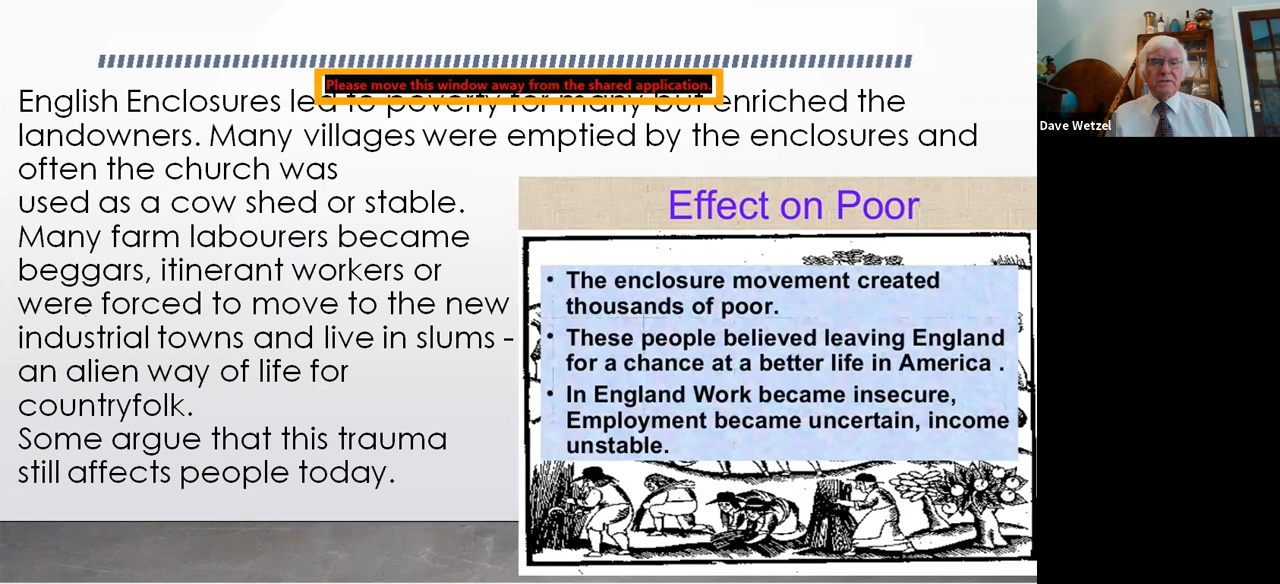 Please move this window away from the shared application.
English Enclosures led to poverty for many but enriched the
landowners. Many villages were emptied by the enclosures and
often the church was
used as a cow shed or stable.
Many farm labourers became
beggars, itinerant workers or
were forced to move to the new
industrial towns and live in slums -
an alien way of life for
countryfolk.
Some argue that this trauma
still affects people today.
Effect on Poor
• The enclosure movement created
thousands of poor.
• These people believed leaving England
for a chance at a better life in America .
• In England Work became insecure,
Employment became uncertain, income
unstable.
Dave Wetzel